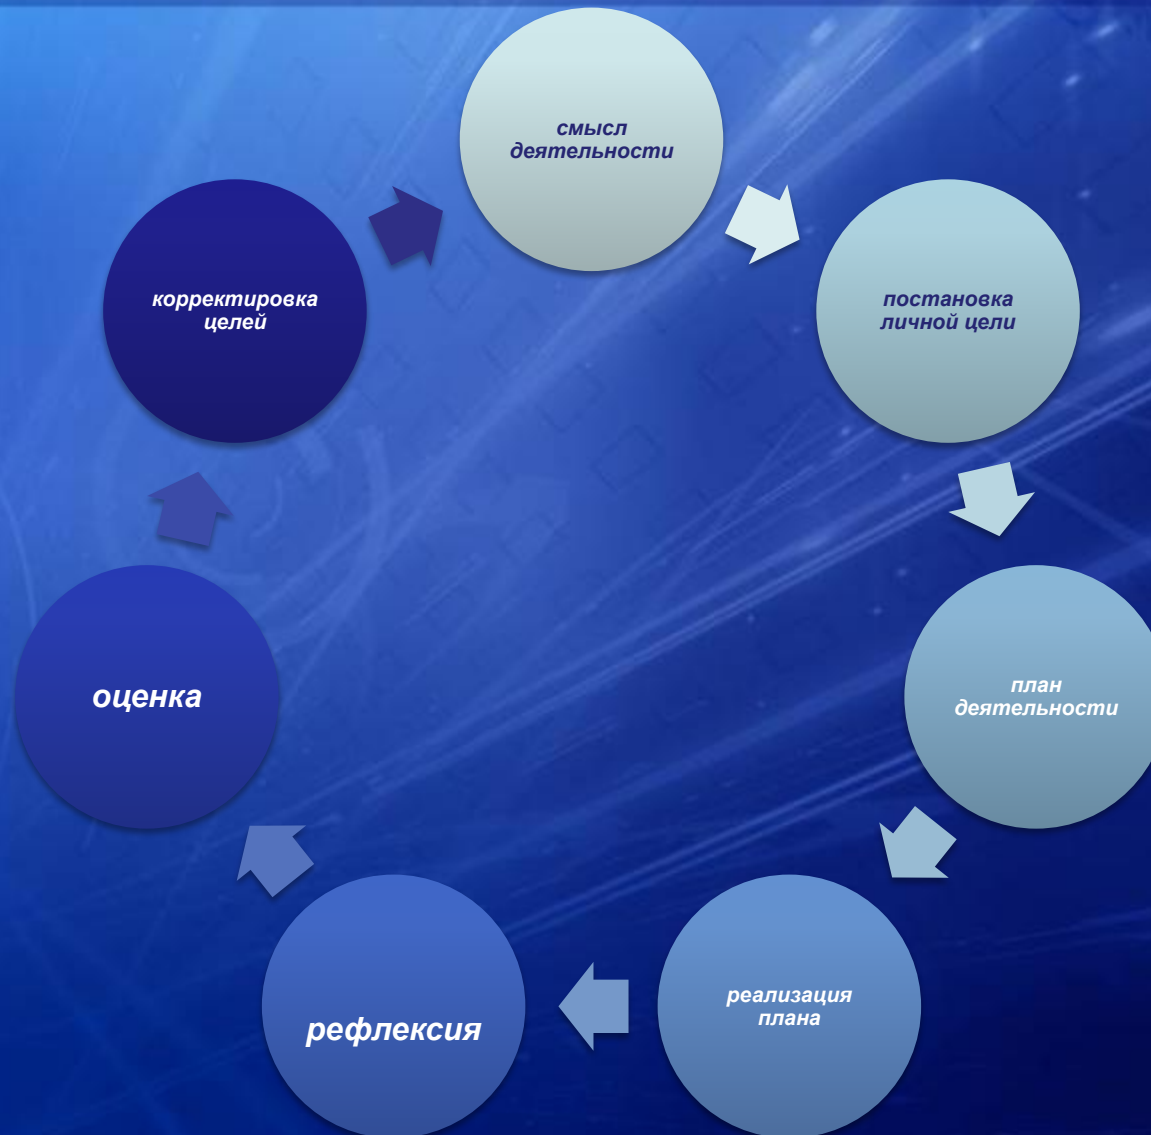 смысл
деятельности
постановка
личной цели
план
деятельности
реализация
плана
рефлексия
оценка
корректировка
целей